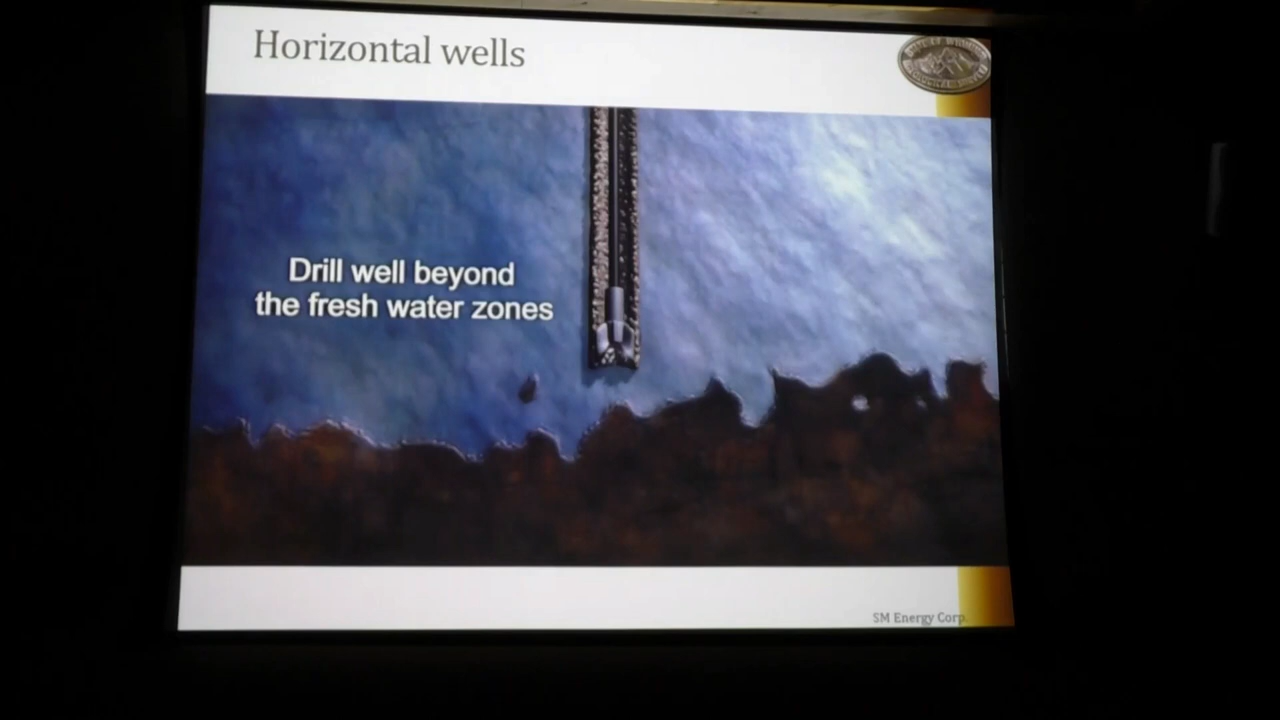 Horizontal wells
Drill well beyond
the fresh water zones
SM Energy Corp.